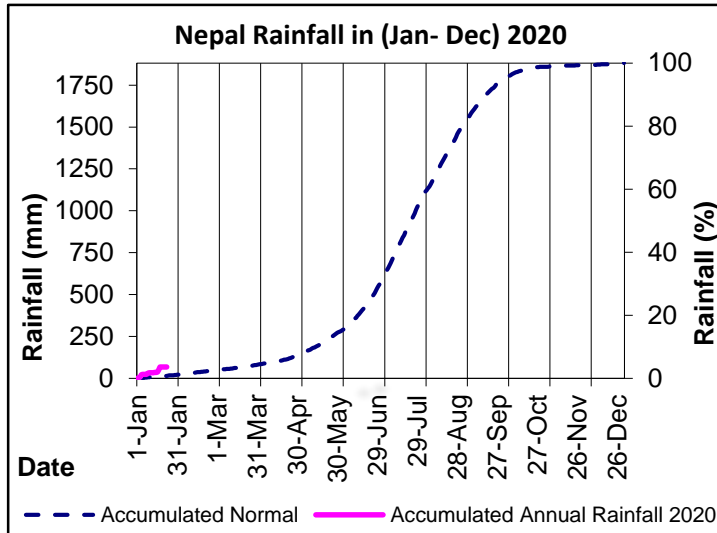 Nepal Rainfall in (Jan- Dec) 2020
Rainfall (mm)
1750
1500
1250
1000
750
500
250
0
100
80
60
40
20
0
Rainfall (%)
1-Jan
31-Jan
1-Mar
31-Mar
30-Apr
30-May
29-Jun
29-Jul
28-Aug
27-Sep
27-Oct
26-Nov
26-Dec
Date
Accumulated Normal
Accumulated Annual Rainfall 2020